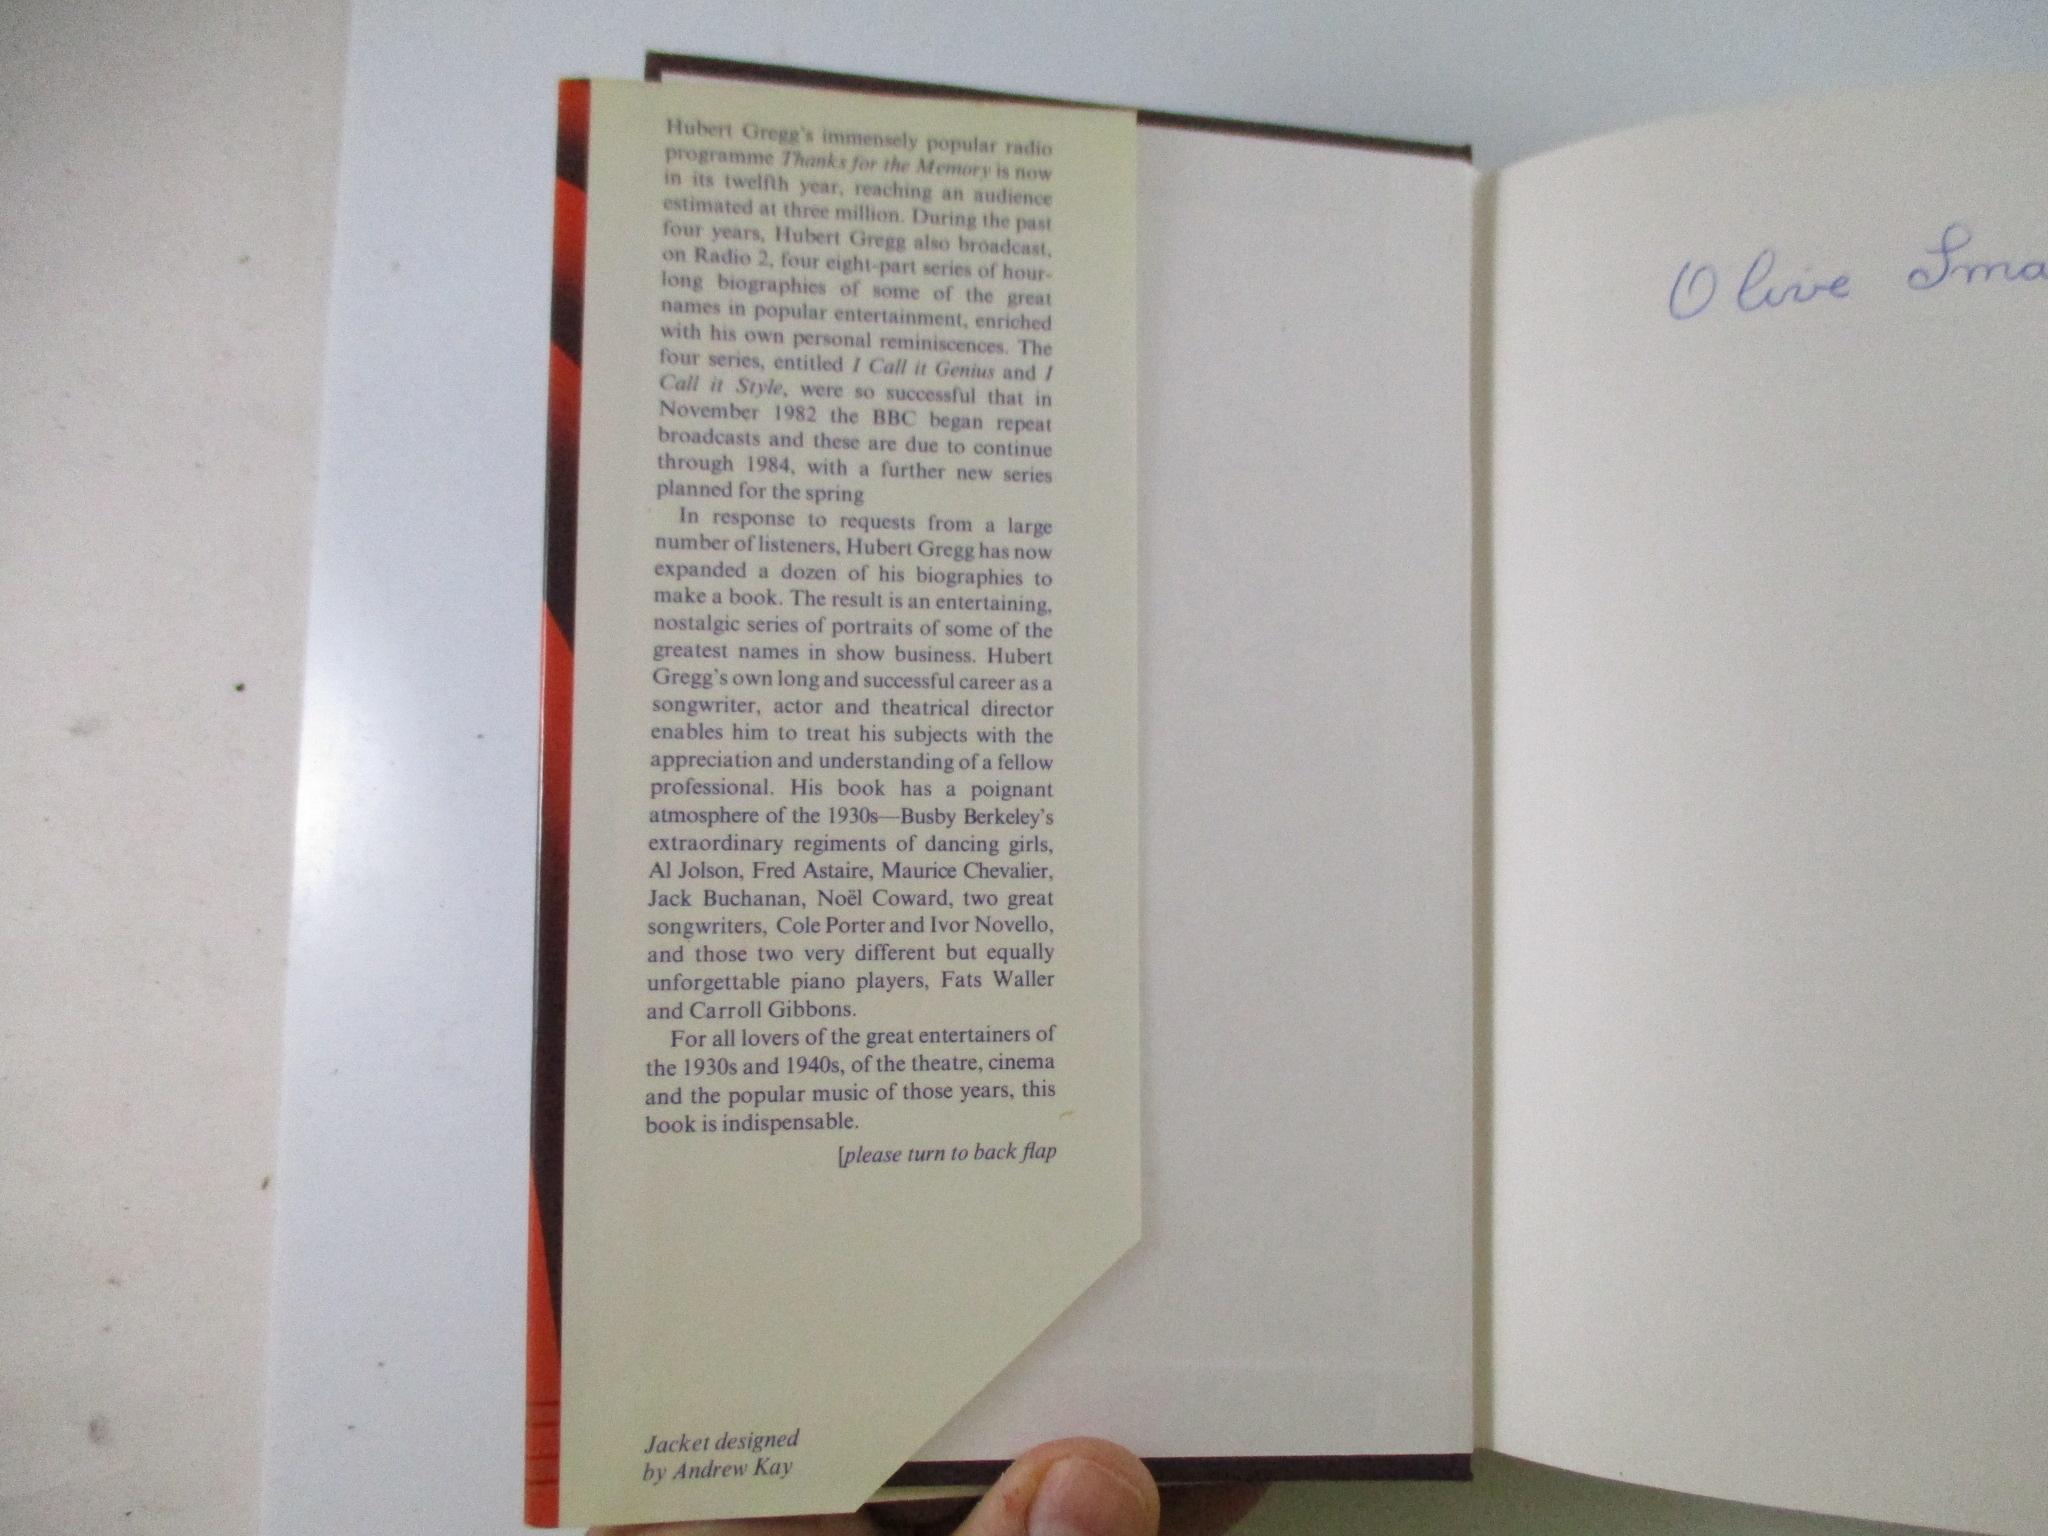 Hubert Gregg's immensely popular radio
programme Thanks for the Memory is now
in its twelfth year, reaching an audience
estimated at three million. During the past
four years, Hubert Gregg also broadcast,
on Radio 2, four eight-part series of hour-
long biographies of some of the great
names in popular entertainment, enriched
with his own personal reminiscences. The
four series, entitled I Call it Genius and I
Call it Style, were so successful that in
November 1982 the BBC began repeat
broadcasts and these are due to continue
through 1984, with a further new series
planned for the spring
In response to requests from a large
number of listeners, Hubert Gregg has now
expanded a dozen of his biographies to
make a book. The result is an entertaining,
nostalgic series of portraits of some of the
greatest names in show business. Hubert
Gregg's own long and successful career as a
songwriter, actor and theatrical director
enables him to treat his subjects with the
appreciation and understanding of a fellow
professional. His book has a poignant
atmosphere of the 1930s—Busby Berkeley's
extraordinary regiments of dancing girls,
Al Jolson, Fred Astaire, Maurice Chevalier,
Jack Buchanan, Noël Coward, two great
songwriters, Cole Porter and Ivor Novello,
and those two very different but equally
unforgettable piano players, Fats Waller
and Carroll Gibbons.
For all lovers of the great entertainers of
the 1930s and 1940s, of the theatre, cinema
and the popular music of those years, this
book is indispensable.
[please turn to back flap
Jacket designed
by Andrew Kay
Olive